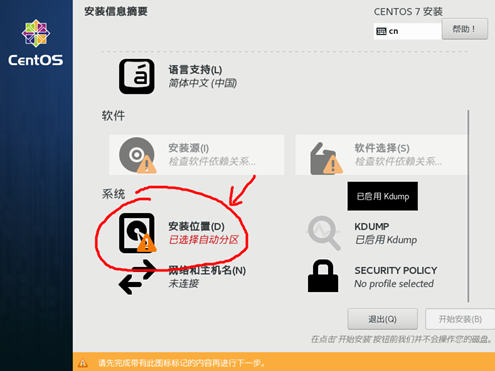 安装信息摘要
CENTOS 7 安装
cn
帮助！
CentOS
语言支持(L)
简体中文 (中国)
软件
安装源(I)
检查软件依赖关系...
软件选择(S)
检查软件依赖关系...
系统
已启用 Kdump
安装位置(D)
已选择自动分区
KDUMP
已启用 Kdump
网络和主机名(N)
未连接
SECURITY POLICY
No profile selected
退出(Q)
开始安装(B)
在点击'开始安装'按钮前我们并不会操作您的磁盘。
请先完成带有此图标标记的内容再进行下一步。